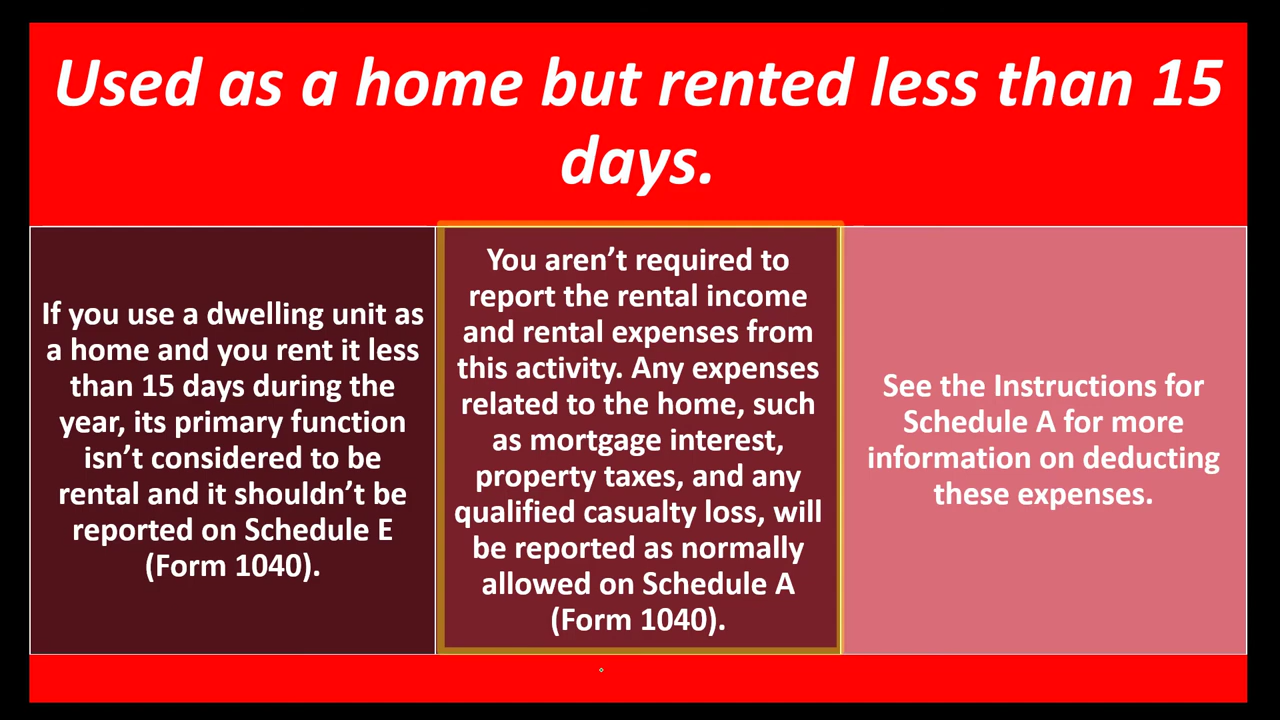 Used as a home but rented less than 15
days.
If you use a dwelling unit as
a home and you rent it less
than 15 days during the
year, its primary function
isn’t considered to be
rental and it shouldn’t be
reported on Schedule E
(Form 1040).
You aren’t required to
report the rental income
and rental expenses from
this activity. Any expenses
related to the home, such
as mortgage interest,
property taxes, and any
qualified casualty loss, will
be reported as normally
allowed on Schedule A
(Form 1040).
See the Instructions for
Schedule A for more
information on deducting
these expenses.